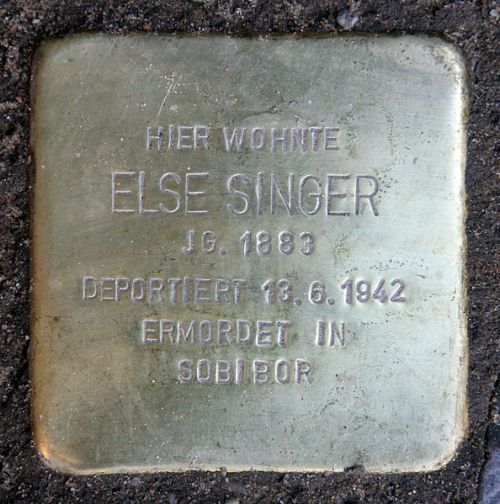 HIER WOHNTE
ELSE SINGER
JG. 1883
DEPORTIERT 13.6.1942
ERMORDET IN
SOBIBOR